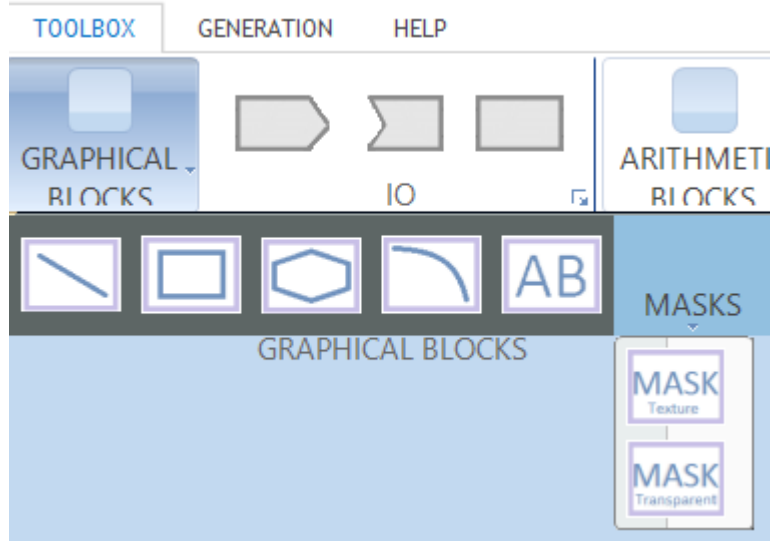 TOOLBOX GENERATION HELP
GRAPHICAL
BLOCKS
IO
ARITHMETI
BLOCKS
AB
MASKS
GRAPHICAL BLOCKS
MASK
Texture
MASK
Transparent